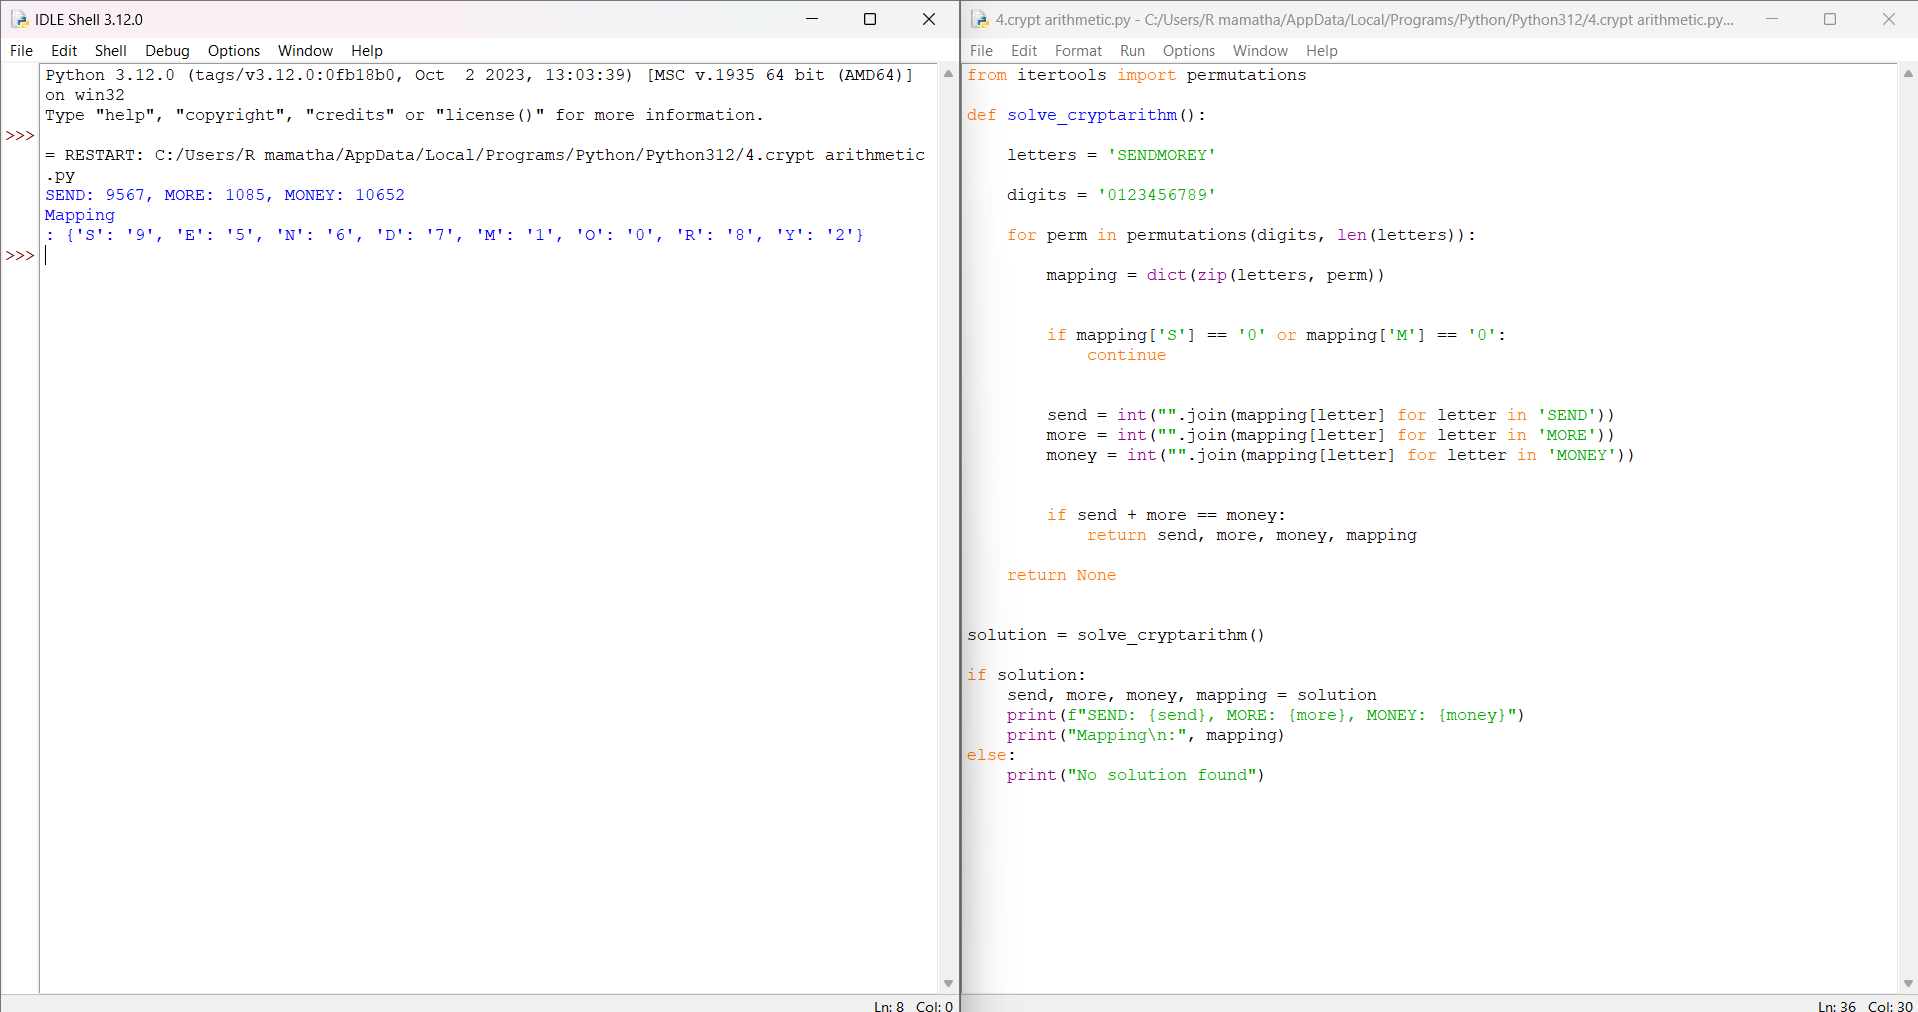 IDLE Shell 3.12.0
File Edit Shell Debug Options Window Help
Python 3.12.0 (tags/v3.12.0:0fb18b0, Oct  2 2023, 13:03:39) [MSC v.1935 64 bit (AMD64)]
on win32
Type "help", "copyright", "credits" or "license()" for more information.
>>>
= RESTART: C:/Users/R mamatha/AppData/Local/Programs/Python/Python312/4.crypt arithmetic
.py
SEND: 9567, MORE: 1085, MONEY: 10652
Mapping
: {'S': '9', 'E': '5', 'N': '6', 'D': '7', 'M': '1', 'O': '0', 'R': '8', 'Y': '2'}
>>>
Ln: 8 Col: 0
4.crypt arithmetic.py - C:/Users/R mamatha/AppData/Local/Programs/Python/Python312/4.crypt arithmetic.py...
File Edit Format Run Options Window Help
from itertools import permutations
def solve_cryptarithm():
    letters = 'SENDMOREY'
    digits = '0123456789'
    for perm in permutations(digits, len(letters)):
        mapping = dict(zip(letters, perm))
        if mapping['S'] == '0' or mapping['M'] == '0':
            continue
        send = int("".join(mapping[letter] for letter in 'SEND'))
        more = int("".join(mapping[letter] for letter in 'MORE'))
        money = int("".join(mapping[letter] for letter in 'MONEY'))
        if send + more == money:
            return send, more, money, mapping
    return None
solution = solve_cryptarithm()
if solution:
    send, more, money, mapping = solution
    print(f"SEND: {send}, MORE: {more}, MONEY: {money}")
    print("Mapping\n:", mapping)
else:
    print("No solution found")
Ln: 36 Col: 30